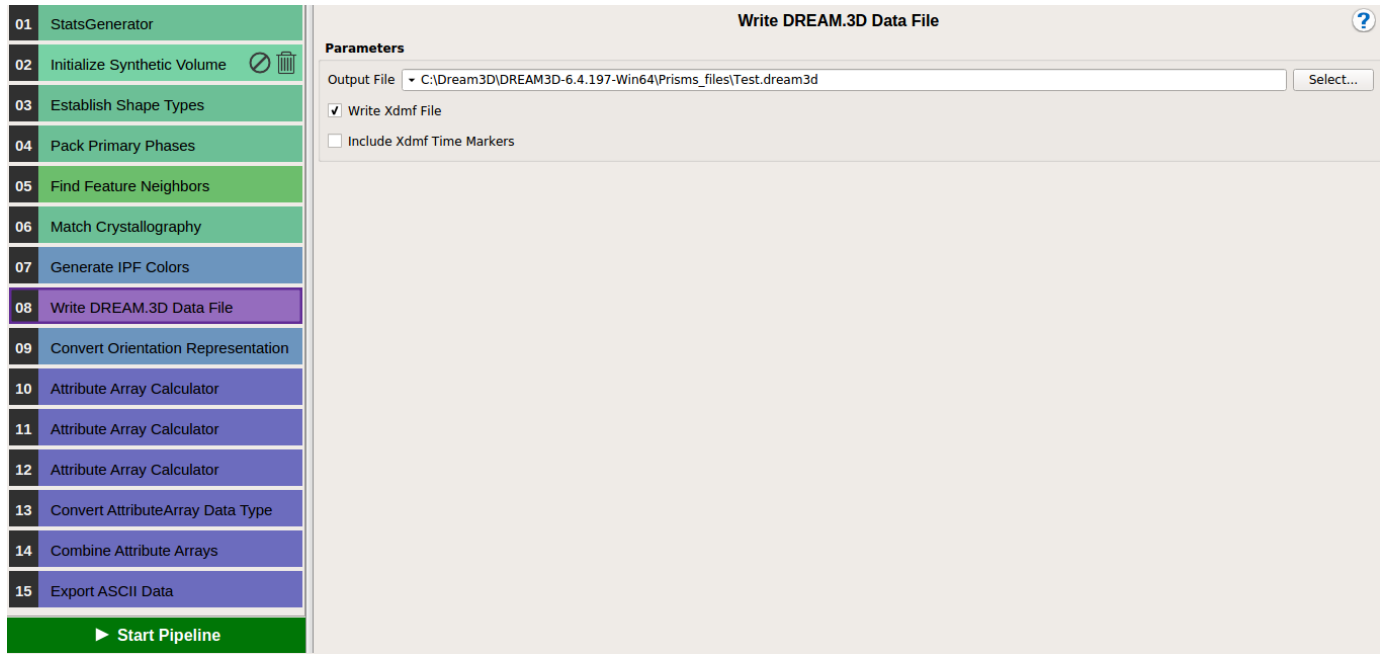 01 StatsGenerator
02 Initialize Synthetic Volume
03 Establish Shape Types
04 Pack Primary Phases
05 Find Feature Neighbors
06 Match Crystallography
07 Generate IPF Colors
08 Write DREAM.3D Data File
09 Convert Orientation Representation
10 Attribute Array Calculator
11 Attribute Array Calculator
12 Attribute Array Calculator
13 Convert AttributeArray Data Type
14 Combine Attribute Arrays
15 Export ASCII Data
Start Pipeline
Write DREAM.3D Data File
?
Parameters
Output File C:\Dream3D\DREAM3D-6.4.197-Win64\Prisms_files\Test.dream3d Select...
Write Xdmf File
Include Xdmf Time Markers